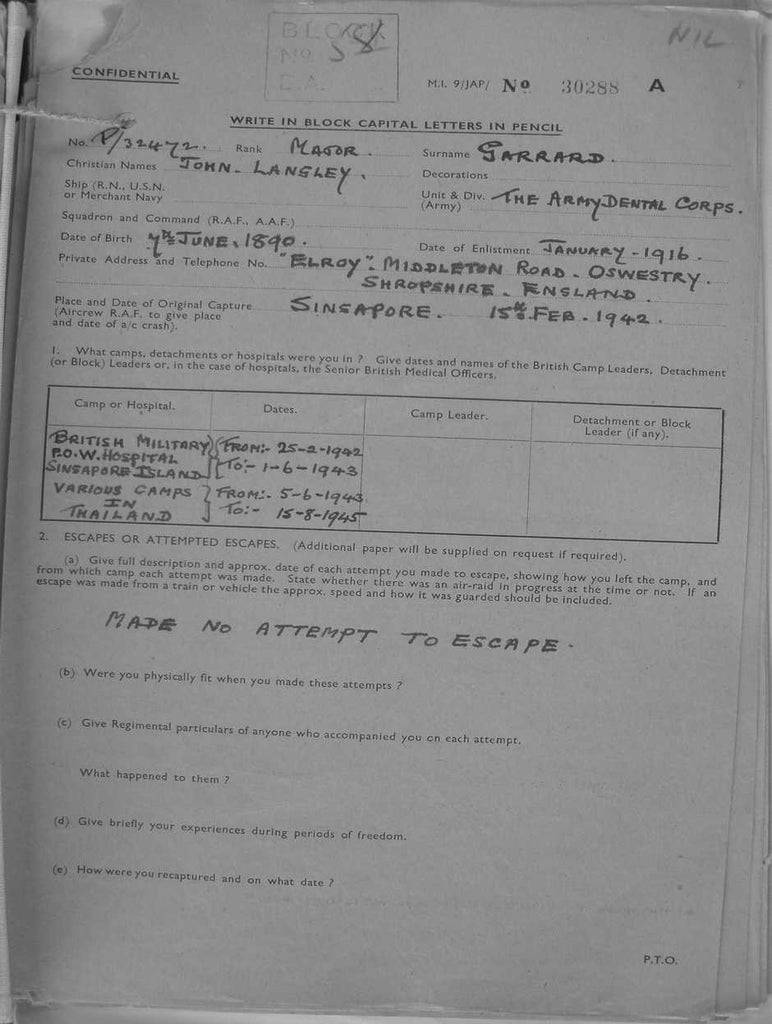 BLOCK
No 58
E.A.
NIL
CONFIDENTIAL
M.I. 9/JAP/ No 30288 A
WRITE IN BLOCK CAPITAL LETTERS IN PENCIL
No. P/32472. Rank MAJOR. Surname GARRARD.
Christian Names JOHN. LANGLEY. Decorations
Ship (R.N., U.S.N.
or Merchant Navy
Unit & Div. THE ARMY DENTAL CORPS.
(Army)
Squadron and Command (R.A.F., A.A.F.)
Date of Birth 7th JUNE, 1890. Date of Enlistment JANUARY - 1916.
Private Address and Telephone No. "ELROY". MIDDLETON ROAD. OSWESTRY.
SHROPSHIRE. ENGLAND.
Place and Date of Original Capture SINGAPORE. 15th FEB. 1942.
(Aircrew R.A.F. to give place
and date of a/c crash).
1. What camps, detachments or hospitals were you in ? Give dates and names of the British Camp Leaders, Detachment
(or Block) Leaders or, in the case of hospitals, the Senior British Medical Officers.
Camp or Hospital. Dates. Camp Leader. Detachment or Block
Leader (if any).
BRITISH MILITARY FROM:- 25-2-1942
P.O.W. HOSPITAL
SINGAPORE ISLAND TO:- 1-6-1943
VARIOUS CAMPS FROM:- 5-6-1943
IN
THAILAND TO:- 15-8-1945
2. ESCAPES OR ATTEMPTED ESCAPES. (Additional paper will be supplied on request if required).
(a) Give full description and approx. date of each attempt you made to escape, showing how you left the camp, and
from which camp each attempt was made. State whether there was an air-raid in progress at the time or not. If an
escape was made from a train or vehicle the approx. speed and how it was guarded should be included.
MADE NO ATTEMPT TO ESCAPE.
(b) Were you physically fit when you made these attempts ?
(c) Give Regimental particulars of anyone who accompanied you on each attempt.
What happened to them ?
(d) Give briefly your experiences during periods of freedom.
(e) How were you recaptured and on what date ?
P.T.O.